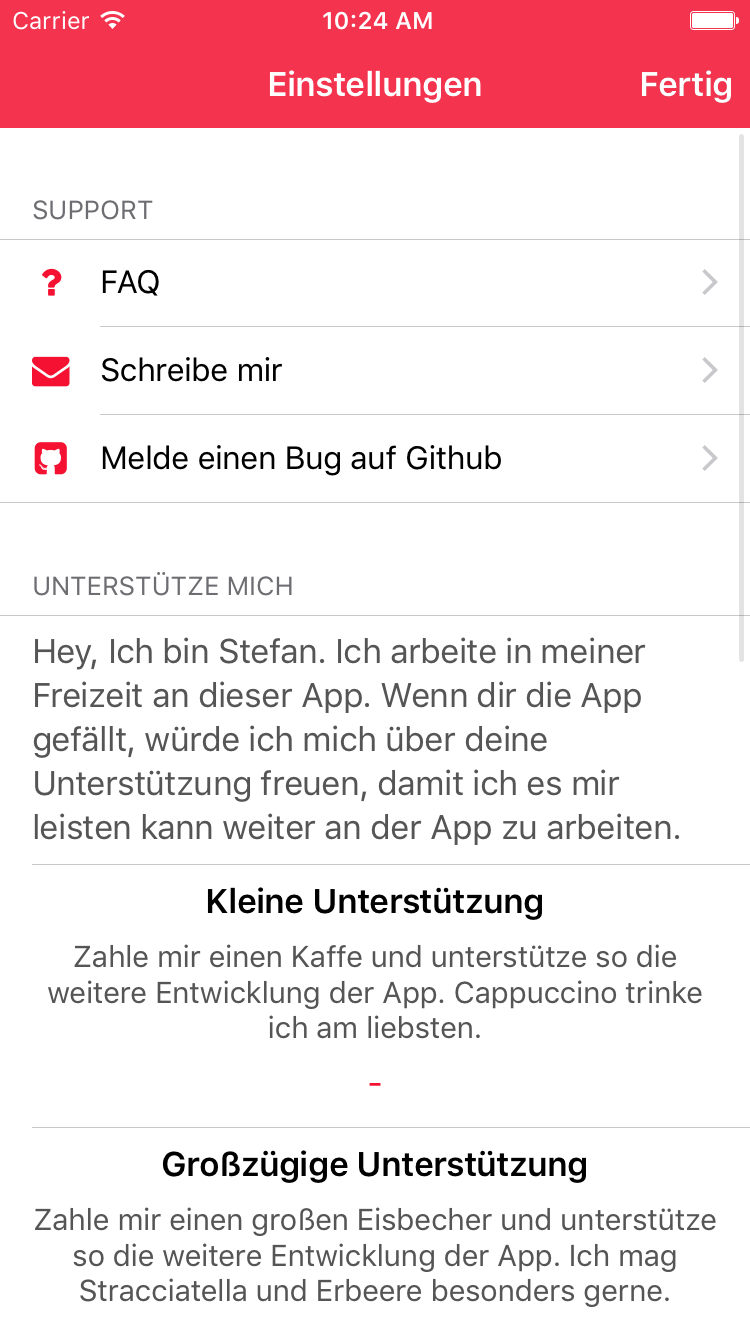 Carrier 10:24 AM
Einstellungen Fertig
SUPPORT
? FAQ
Schreibe mir
Melde einen Bug auf Github
UNTERSTÜTZE MICH
Hey, Ich bin Stefan. Ich arbeite in meiner
Freizeit an dieser App. Wenn dir die App
gefällt, würde ich mich über deine
Unterstützung freuen, damit ich es mir
leisten kann weiter an der App zu arbeiten.
Kleine Unterstützung
Zahle mir einen Kaffe und unterstütze so die
weitere Entwicklung der App. Cappuccino trinke
ich am liebsten.
-
Großzügige Unterstützung
Zahle mir einen großen Eisbecher und unterstütze
so die weitere Entwicklung der App. Ich mag
Stracciatella und Erbeere besonders gerne.